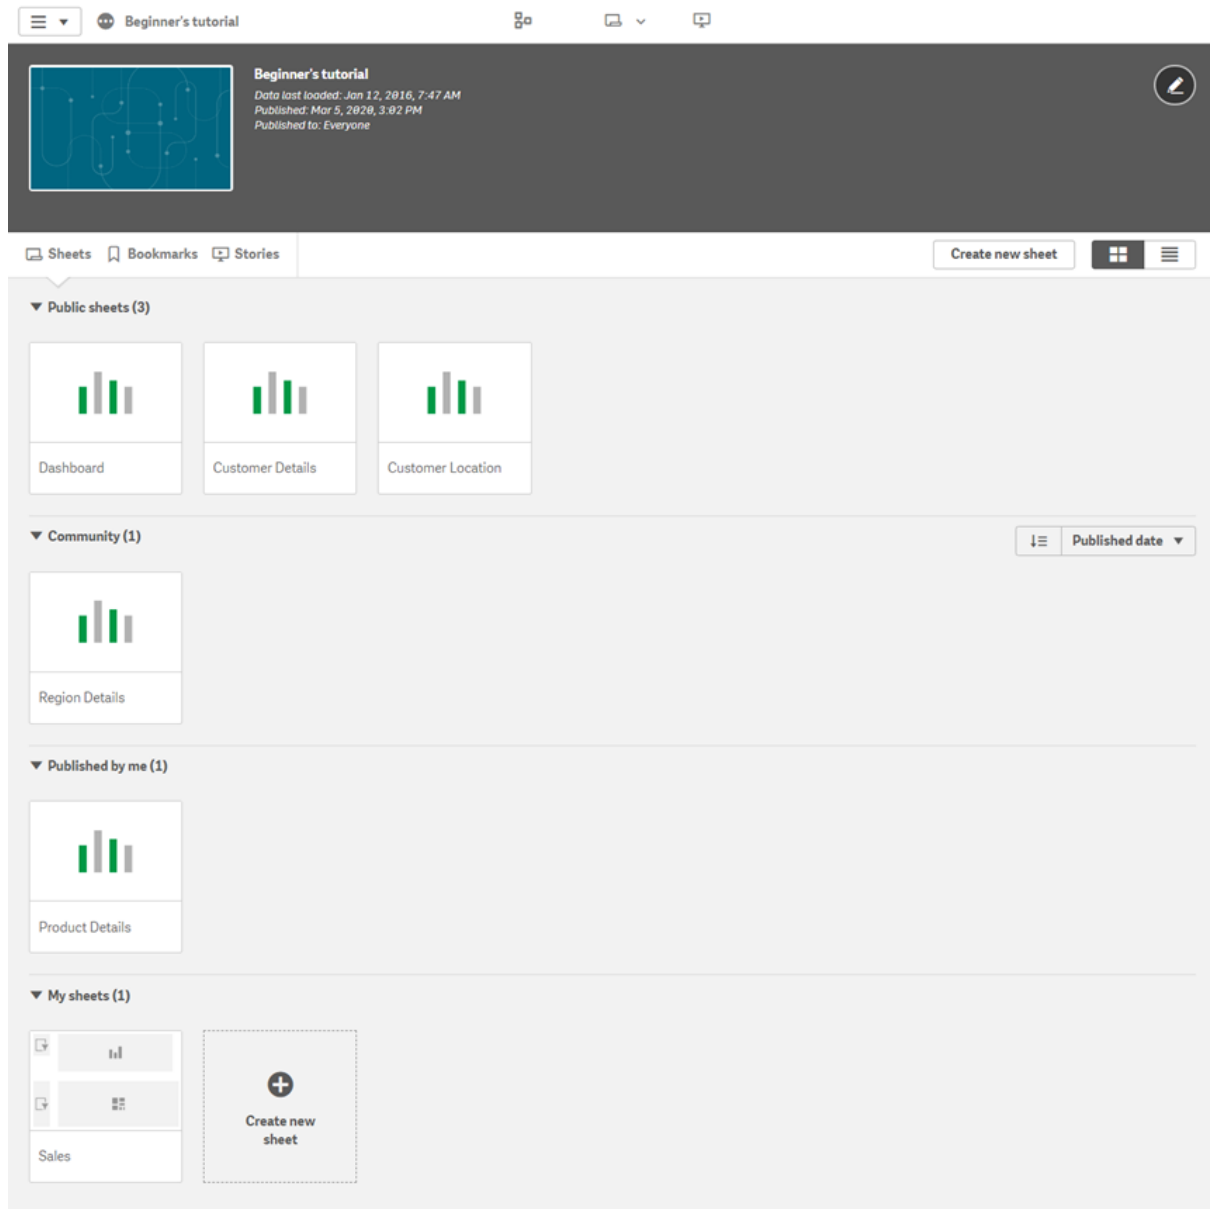 Beginner's tutorial
Beginner's tutorial
Data last loaded: Jan 12, 2016, 7:47 AM
Published: Mar 5, 2020, 3:02 PM
Published to: Everyone
Sheets Bookmarks Stories Create new sheet
Public sheets (3)
Dashboard Customer Details Customer Location
Community (1)
Published date
Region Details
Published by me (1)
Product Details
My sheets (1)
Create new
sheet
Sales